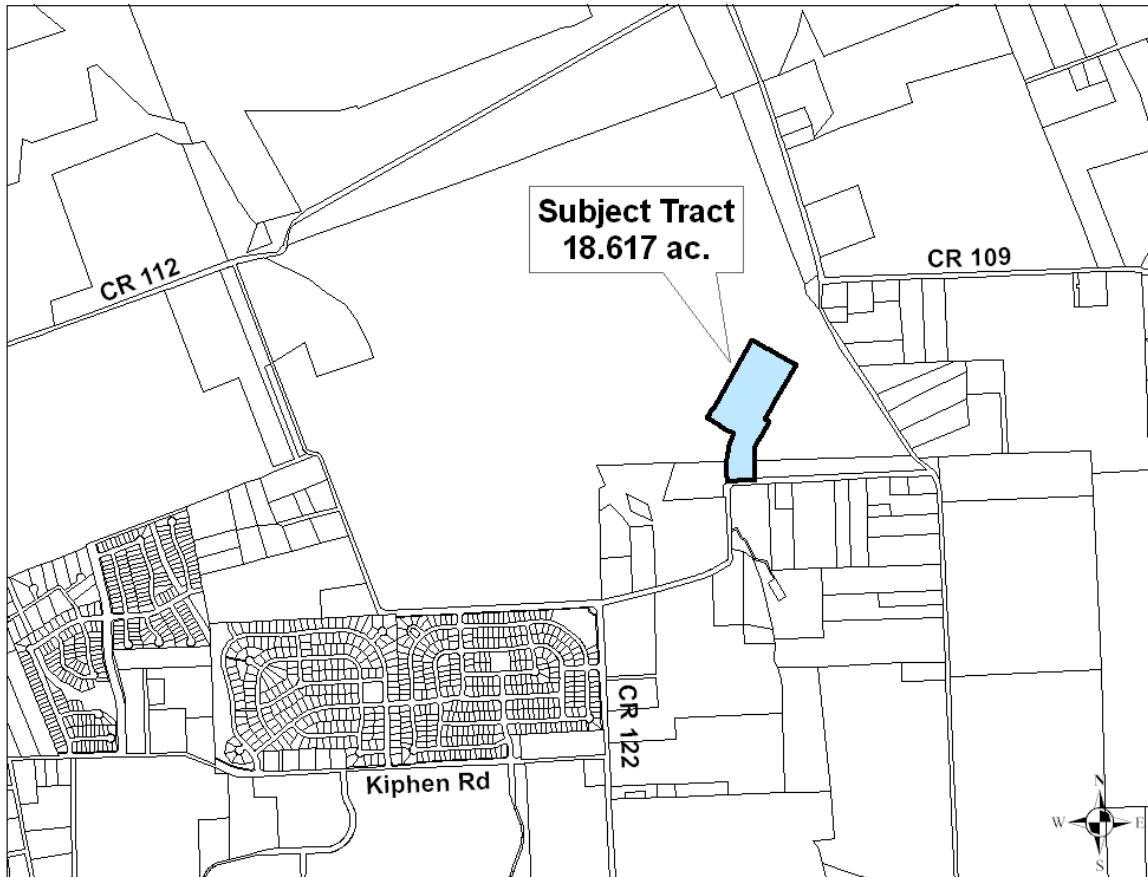 Subject Tract
18.617 ac.
CR 112
CR 109
CR 122
Kiphen Rd
N
W
E
S